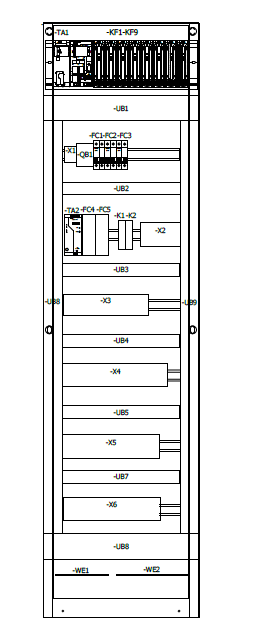 -TA1 -KF1-KF9
-UB1
-FC1-FC2-FC3
-X1 -QB1
-UB2
-TA2 -FC4 -FC5 -K1-K2
-X2
-UB3
-UB8 -X3 -UB9
-UB4
-X4
-UB5
-X5
-UB7
-X6
-UB8
-WE1 -WE2